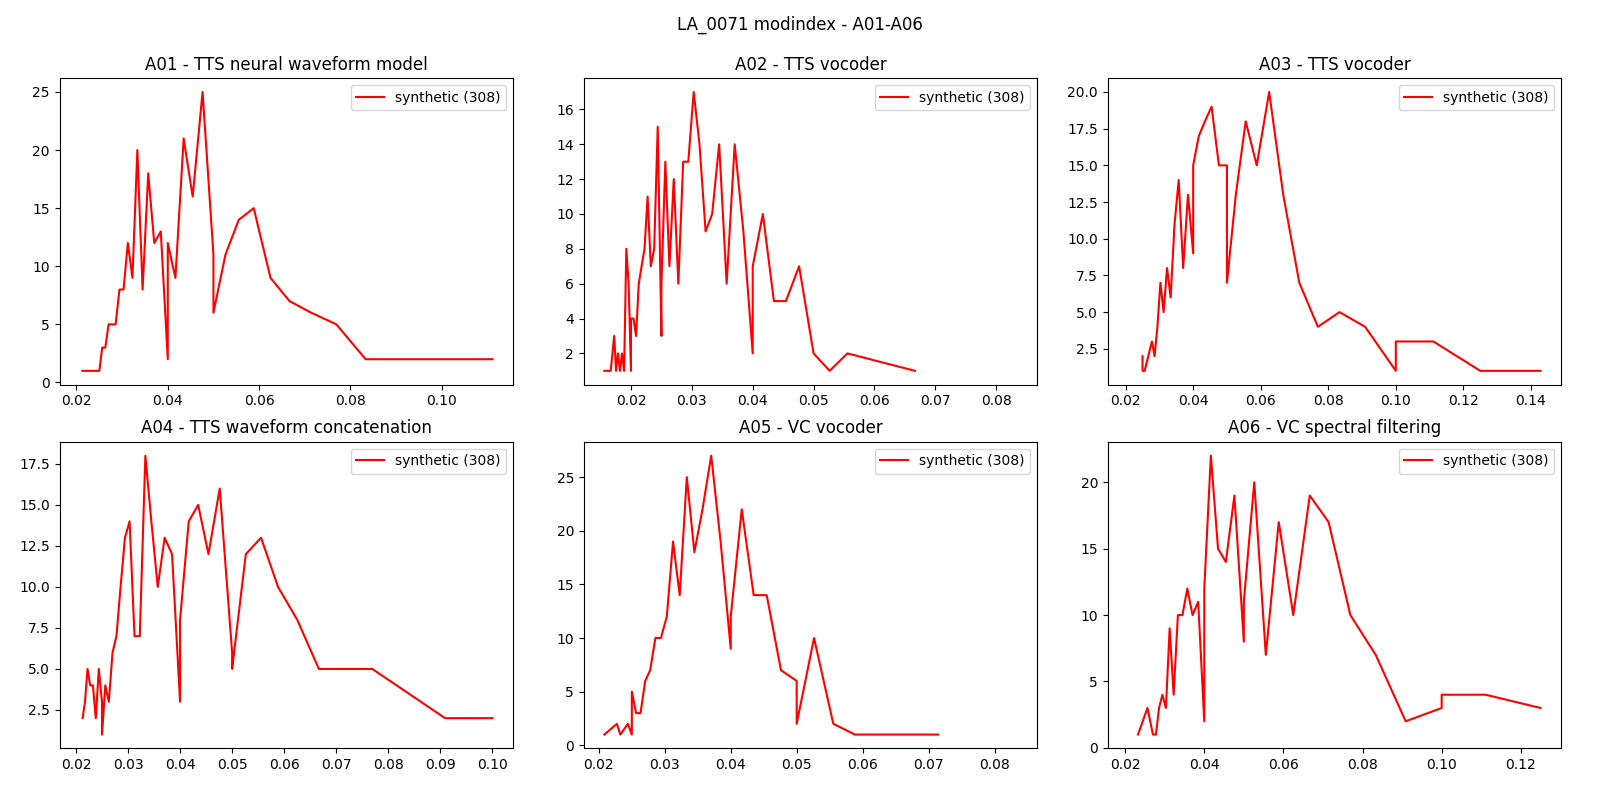 LA_0071 modindex - A01-A06
A01 - TTS neural waveform model
synthetic (308)
25
20
15
10
5
0
0.02 0.04 0.06 0.08 0.10
A02 - TTS vocoder
synthetic (308)
16
14
12
10
8
6
4
2
0.02 0.03 0.04 0.05 0.06 0.07 0.08
A03 - TTS vocoder
synthetic (308)
20.0
17.5
15.0
12.5
10.0
7.5
5.0
2.5
0.02 0.04 0.06 0.08 0.10 0.12 0.14
A04 - TTS waveform concatenation
synthetic (308)
17.5
15.0
12.5
10.0
7.5
5.0
2.5
0.02 0.03 0.04 0.05 0.06 0.07 0.08 0.09 0.10
A05 - VC vocoder
synthetic (308)
25
20
15
10
5
0
0.02 0.03 0.04 0.05 0.06 0.07 0.08
A06 - VC spectral filtering
synthetic (308)
20
15
10
5
0
0.02 0.04 0.06 0.08 0.10 0.12